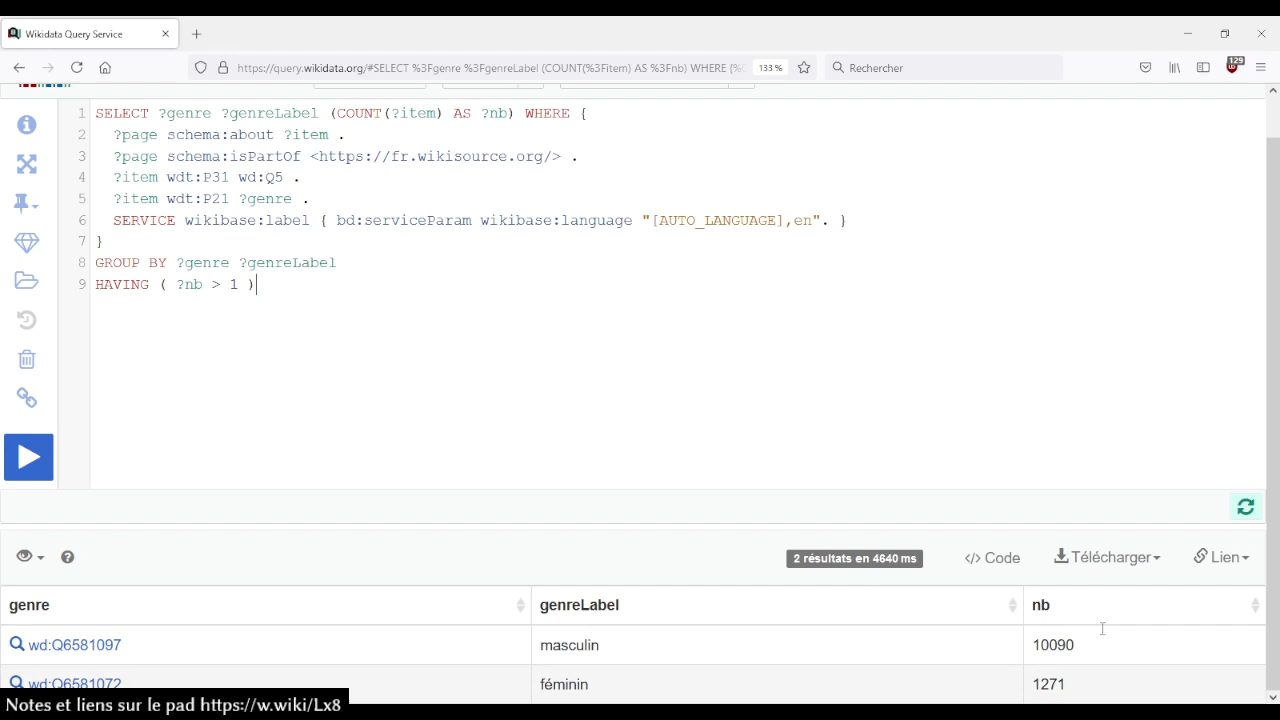 Wikidata Query Service
https://query.wikidata.org/#SELECT %3Fgenre %3FgenreLabel (COUNT(%3Fitem) AS %3Fnb) WHERE {
133 %
Rechercher
129
1 SELECT ?genre ?genreLabel (COUNT(?item) AS ?nb) WHERE {
2 ?page schema:about ?item .
3 ?page schema:isPartOf <https://fr.wikisource.org/> .
4 ?item wdt:P31 wd:Q5 .
5 ?item wdt:P21 ?genre .
6 SERVICE wikibase:label { bd:serviceParam wikibase:language "[AUTO_LANGUAGE],en". }
7 }
8 GROUP BY ?genre ?genreLabel
9 HAVING ( ?nb > 1 )
2 résultats en 4640 ms
</> Code
Télécharger
Lien
genre genreLabel nb
wd:Q6581097 masculin 10090
wd:Q6581072 féminin 1271
Notes et liens sur le pad https://w.wiki/Lx8